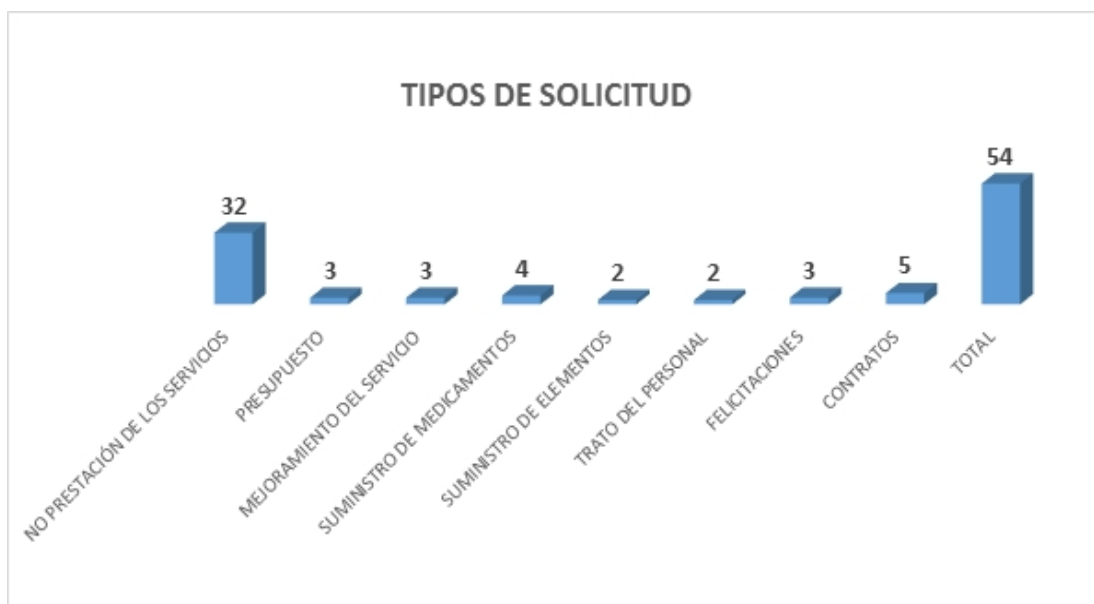 TIPOS DE SOLICITUD
32
3
3
4
2
2
3
5
54
NO PRESTACIÓN DE LOS SERVICIOS
PRESUPUESTO
MEJORAMIENTO DEL SERVICIO
SUMINISTRO DE MEDICAMENTOS
SUMINISTRO DE ELEMENTOS
TRATO DEL PERSONAL
FELICITACIONES
CONTRATOS
TOTAL